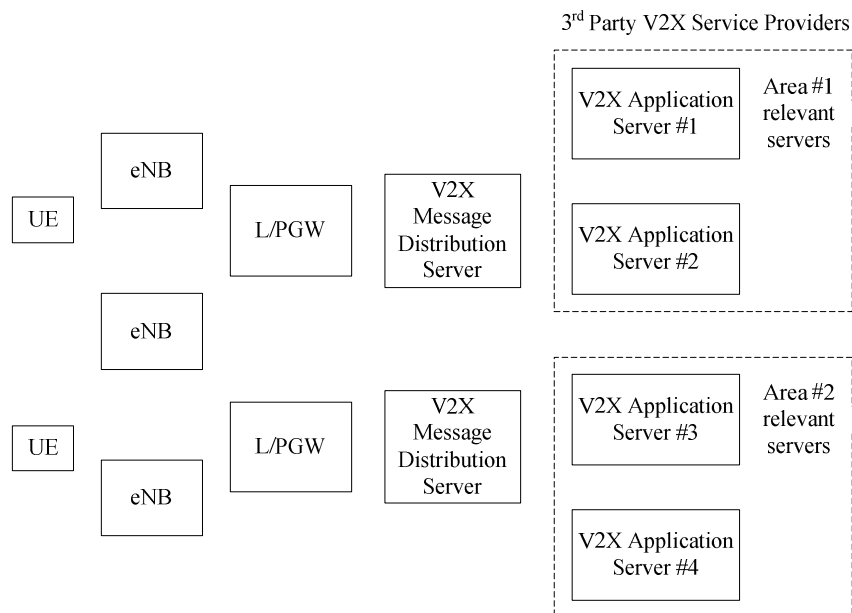 3rd Party V2X Service Providers
V2X Application
Server #1
Area #1
relevant
servers
eNB
UE
L/PGW
V2X
Message
Distribution
Server
V2X Application
Server #2
eNB
V2X Application
Server #3
Area #2
relevant
servers
UE
L/PGW
V2X
Message
Distribution
Server
eNB
V2X Application
Server #4